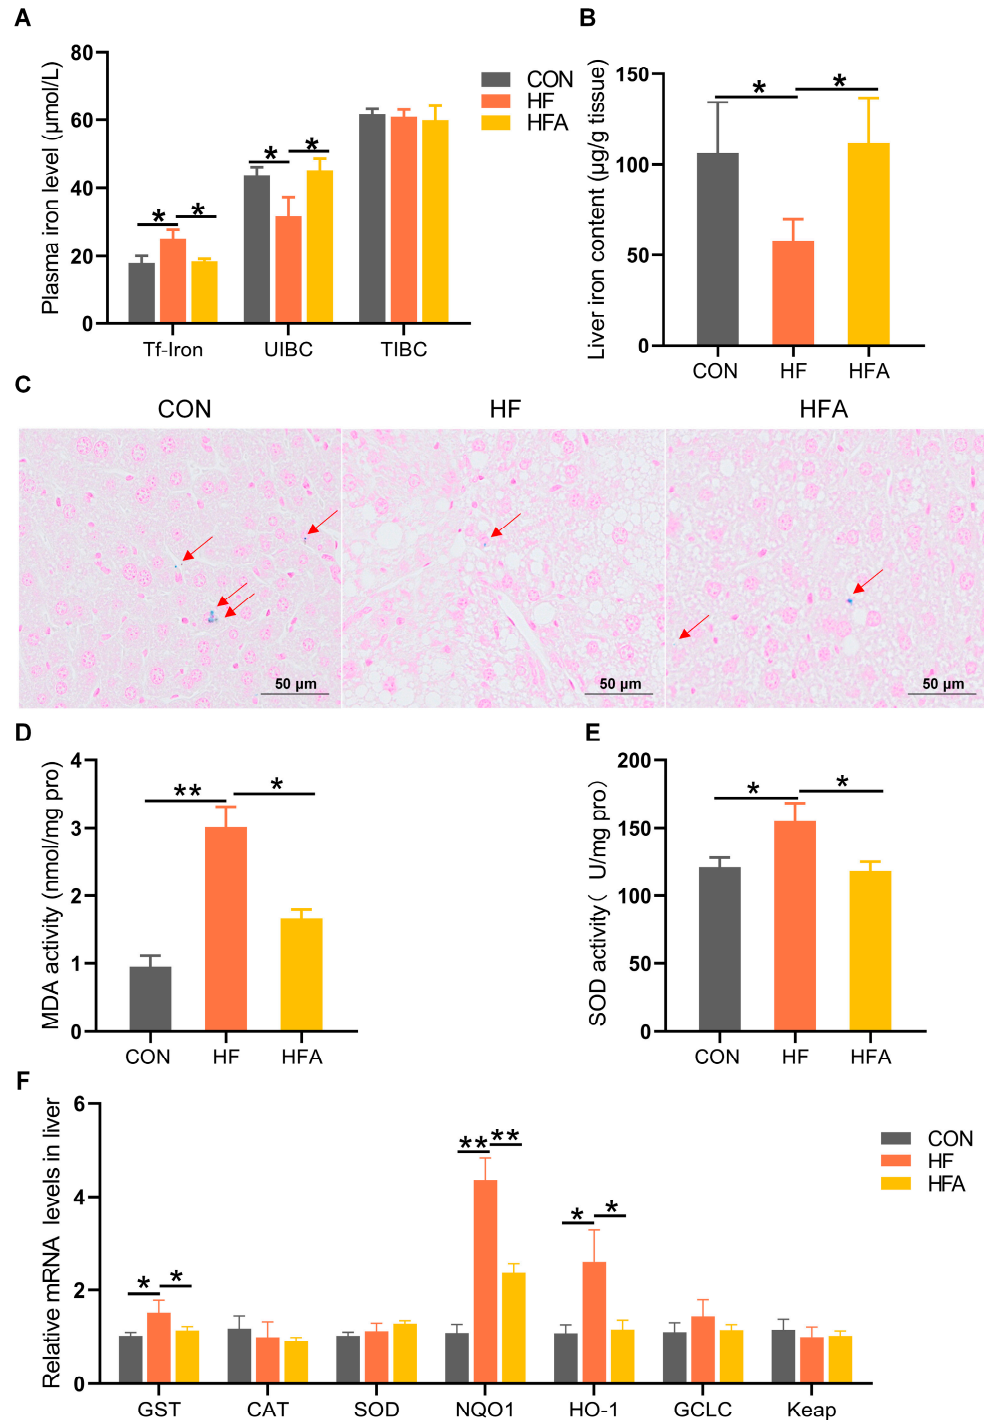 A
Plasma iron level (μmol/L)
80
60
40
20
0
* * * *
Tf-Iron UIBC TIBC
CON
HF
HFA
B
Liver iron content (μg/g tissue)
150
100
50
0
* *
CON HF HFA
C
CON HF HFA
50 μm 50 μm 50 μm
D
MDA activity (nmol/mg pro)
4
3
2
1
0
** *
CON HF HFA
E
SOD activity( U/mg pro)
200
150
100
50
0
* *
CON HF HFA
F
Relative mRNA levels in liver
6
4
2
0
* * ** ** * *
GST CAT SOD NQO1 HO-1 GCLC Keap
CON
HF
HFA